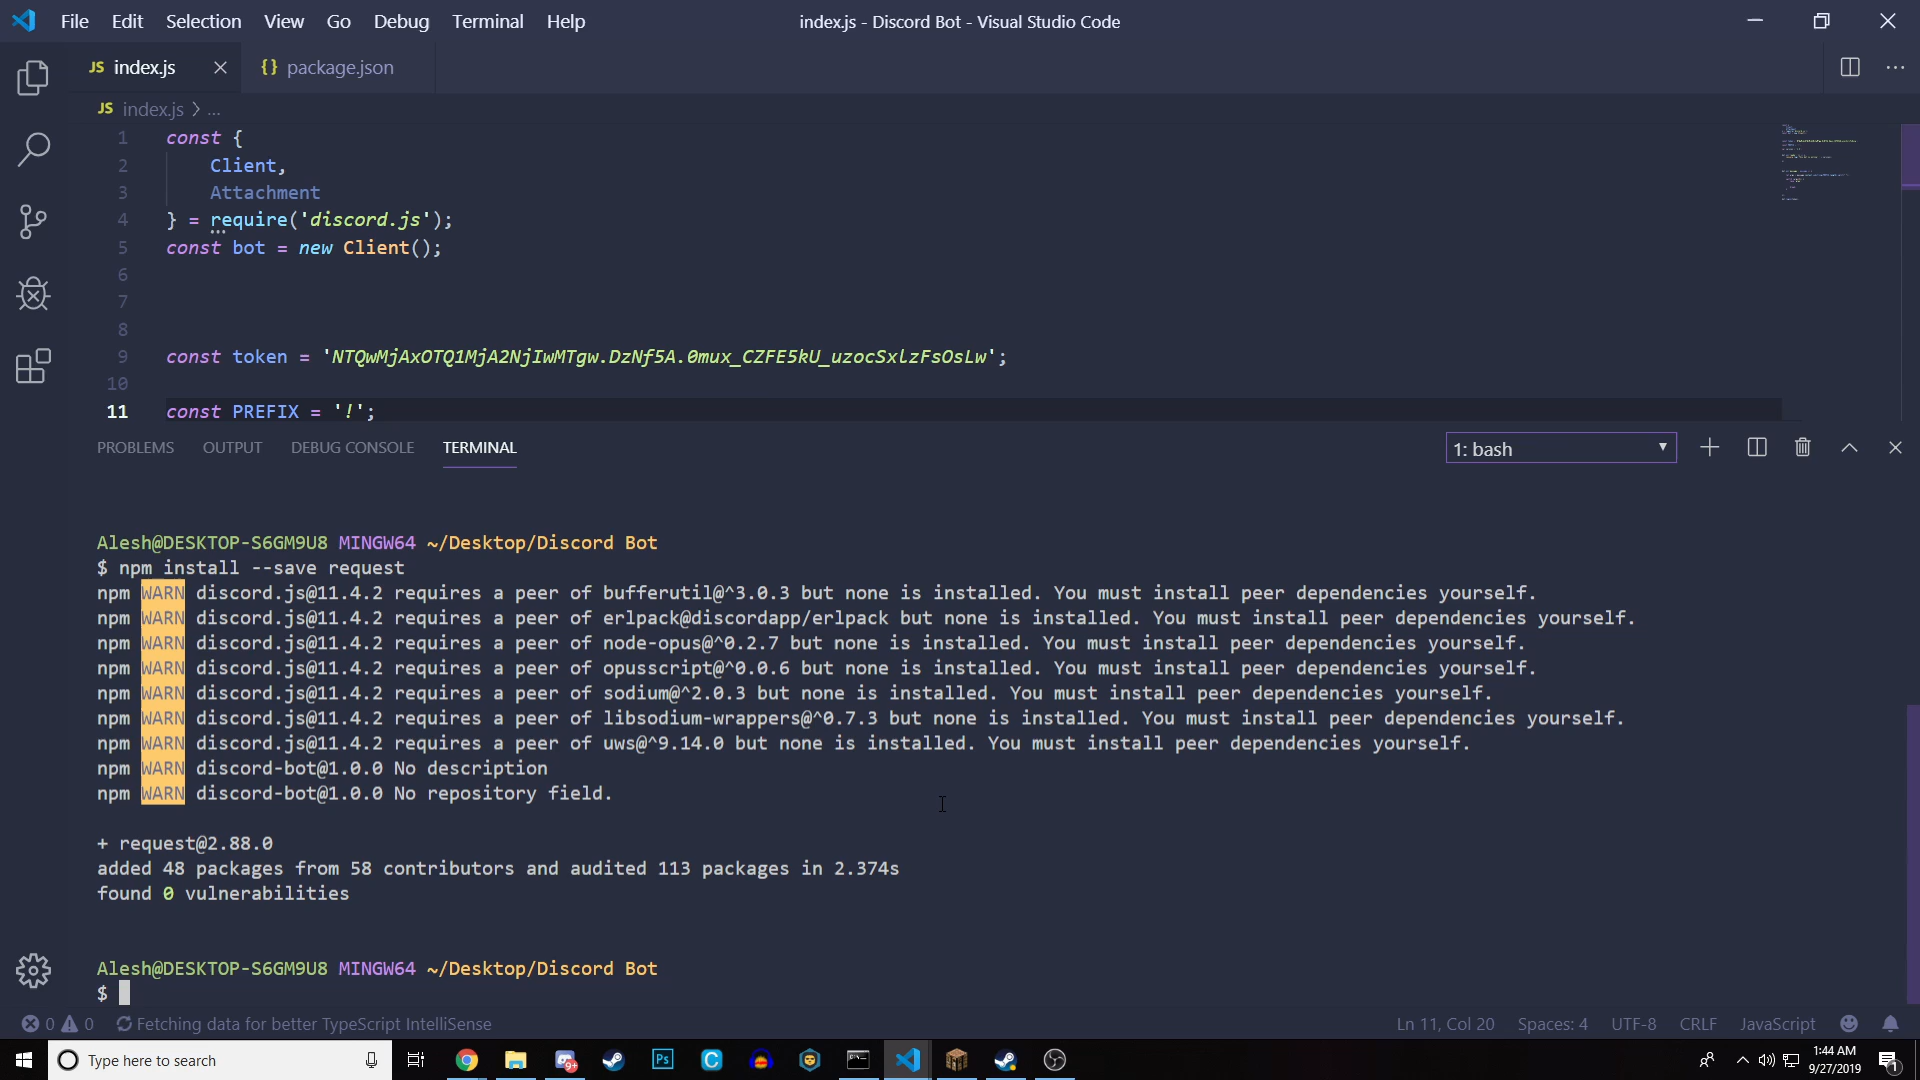 File Edit Selection View Go Debug Terminal Help
index.js - Discord Bot - Visual Studio Code
JS index.js
{} package.json
JS index.js > ...
1 const {
2 Client,
3 Attachment
4 } = require('discord.js');
5 const bot = new Client();
6
7
8
9 const token = 'NTQwMjAxOTQ1MjA2NjIwMTgw.DzNf5A.0mux_CZFE5kU_uzocSxlzFsOsLw';
10
11 const PREFIX = '!';
PROBLEMS OUTPUT DEBUG CONSOLE TERMINAL
1: bash
Alesh@DESKTOP-S6GM9U8 MINGW64 ~/Desktop/Discord Bot
$ npm install --save request
npm WARN discord.js@11.4.2 requires a peer of bufferutil@^3.0.3 but none is installed. You must install peer dependencies yourself.
npm WARN discord.js@11.4.2 requires a peer of erlpack@discordapp/erlpack but none is installed. You must install peer dependencies yourself.
npm WARN discord.js@11.4.2 requires a peer of node-opus@^0.2.7 but none is installed. You must install peer dependencies yourself.
npm WARN discord.js@11.4.2 requires a peer of opusscript@^0.0.6 but none is installed. You must install peer dependencies yourself.
npm WARN discord.js@11.4.2 requires a peer of sodium@^2.0.3 but none is installed. You must install peer dependencies yourself.
npm WARN discord.js@11.4.2 requires a peer of libsodium-wrappers@^0.7.3 but none is installed. You must install peer dependencies yourself.
npm WARN discord.js@11.4.2 requires a peer of uws@^9.14.0 but none is installed. You must install peer dependencies yourself.
npm WARN discord-bot@1.0.0 No description
npm WARN discord-bot@1.0.0 No repository field.
+ request@2.88.0
added 48 packages from 58 contributors and audited 113 packages in 2.374s
found 0 vulnerabilities
Alesh@DESKTOP-S6GM9U8 MINGW64 ~/Desktop/Discord Bot
$
0 0 Fetching data for better TypeScript IntelliSense
Ln 11, Col 20 Spaces: 4 UTF-8 CRLF JavaScript
Type here to search
9+
Ps
C
1:44 AM
9/27/2019
1